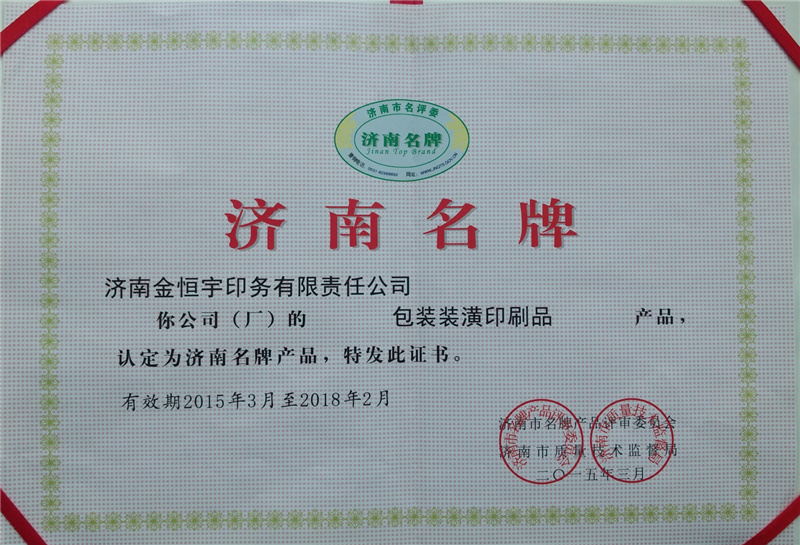 济南市名评委
济南名牌
Jinan Top Brand
济南名牌
济南金恒宇印务有限责任公司
你公司（厂）的 包装装潢印刷品 产品，
认定为济南名牌产品，特发此证书。
有效期2015年3月至2018年2月
济南市名牌产品评审委员会
济南市质量技术监督局
二〇一五年三月